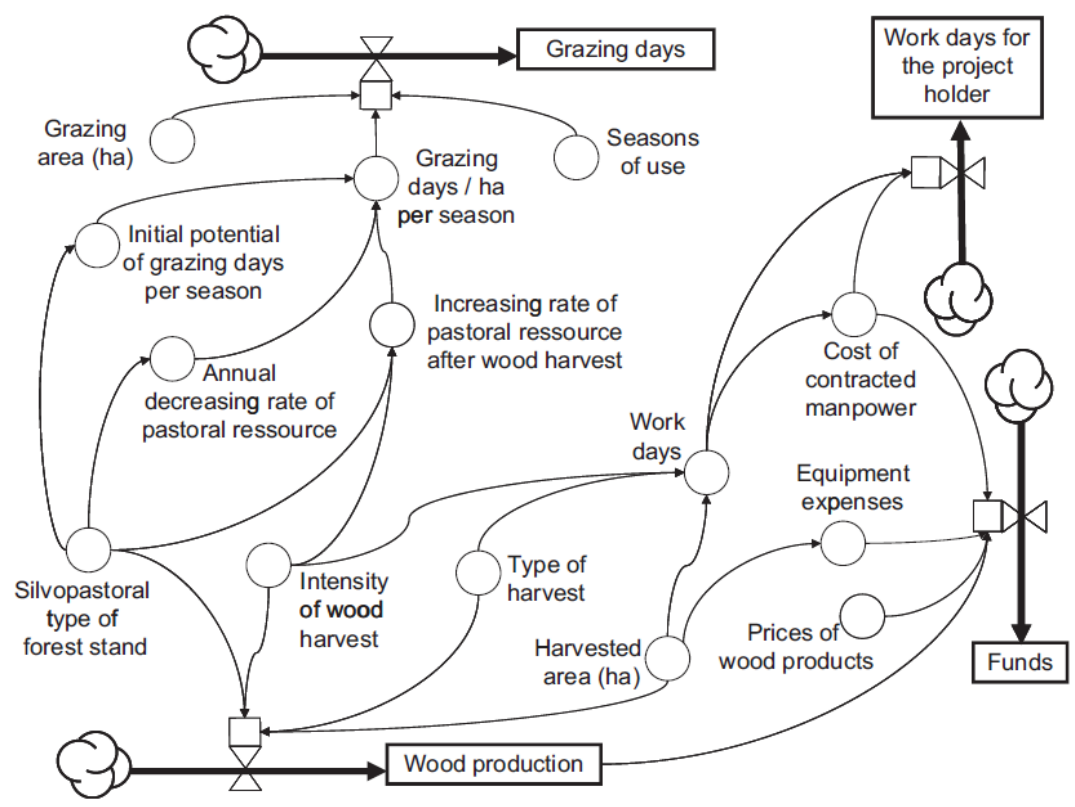 Grazing days
Work days for
the project
holder
Grazing
area (ha)
Seasons
of use
Grazing
days / ha
per season
Initial potential
of grazing days
per season
Increasing rate of
pastoral ressource
after wood harvest
Annual
decreasing rate of
pastoral ressource
Cost of
contracted
manpower
Work
days
Equipment
expenses
Silvopastoral
type of
forest stand
Intensity
of wood
harvest
Type of
harvest
Harvested
area (ha)
Prices of
wood products
Funds
Wood production